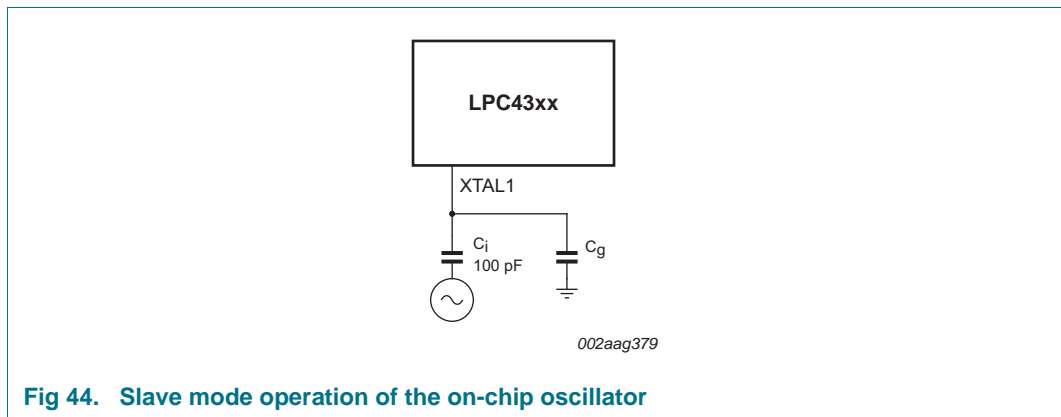 LPC43xx
XTAL1
Ci
100 pF
Cg
002aag379
Fig 44. Slave mode operation of the on-chip oscillator